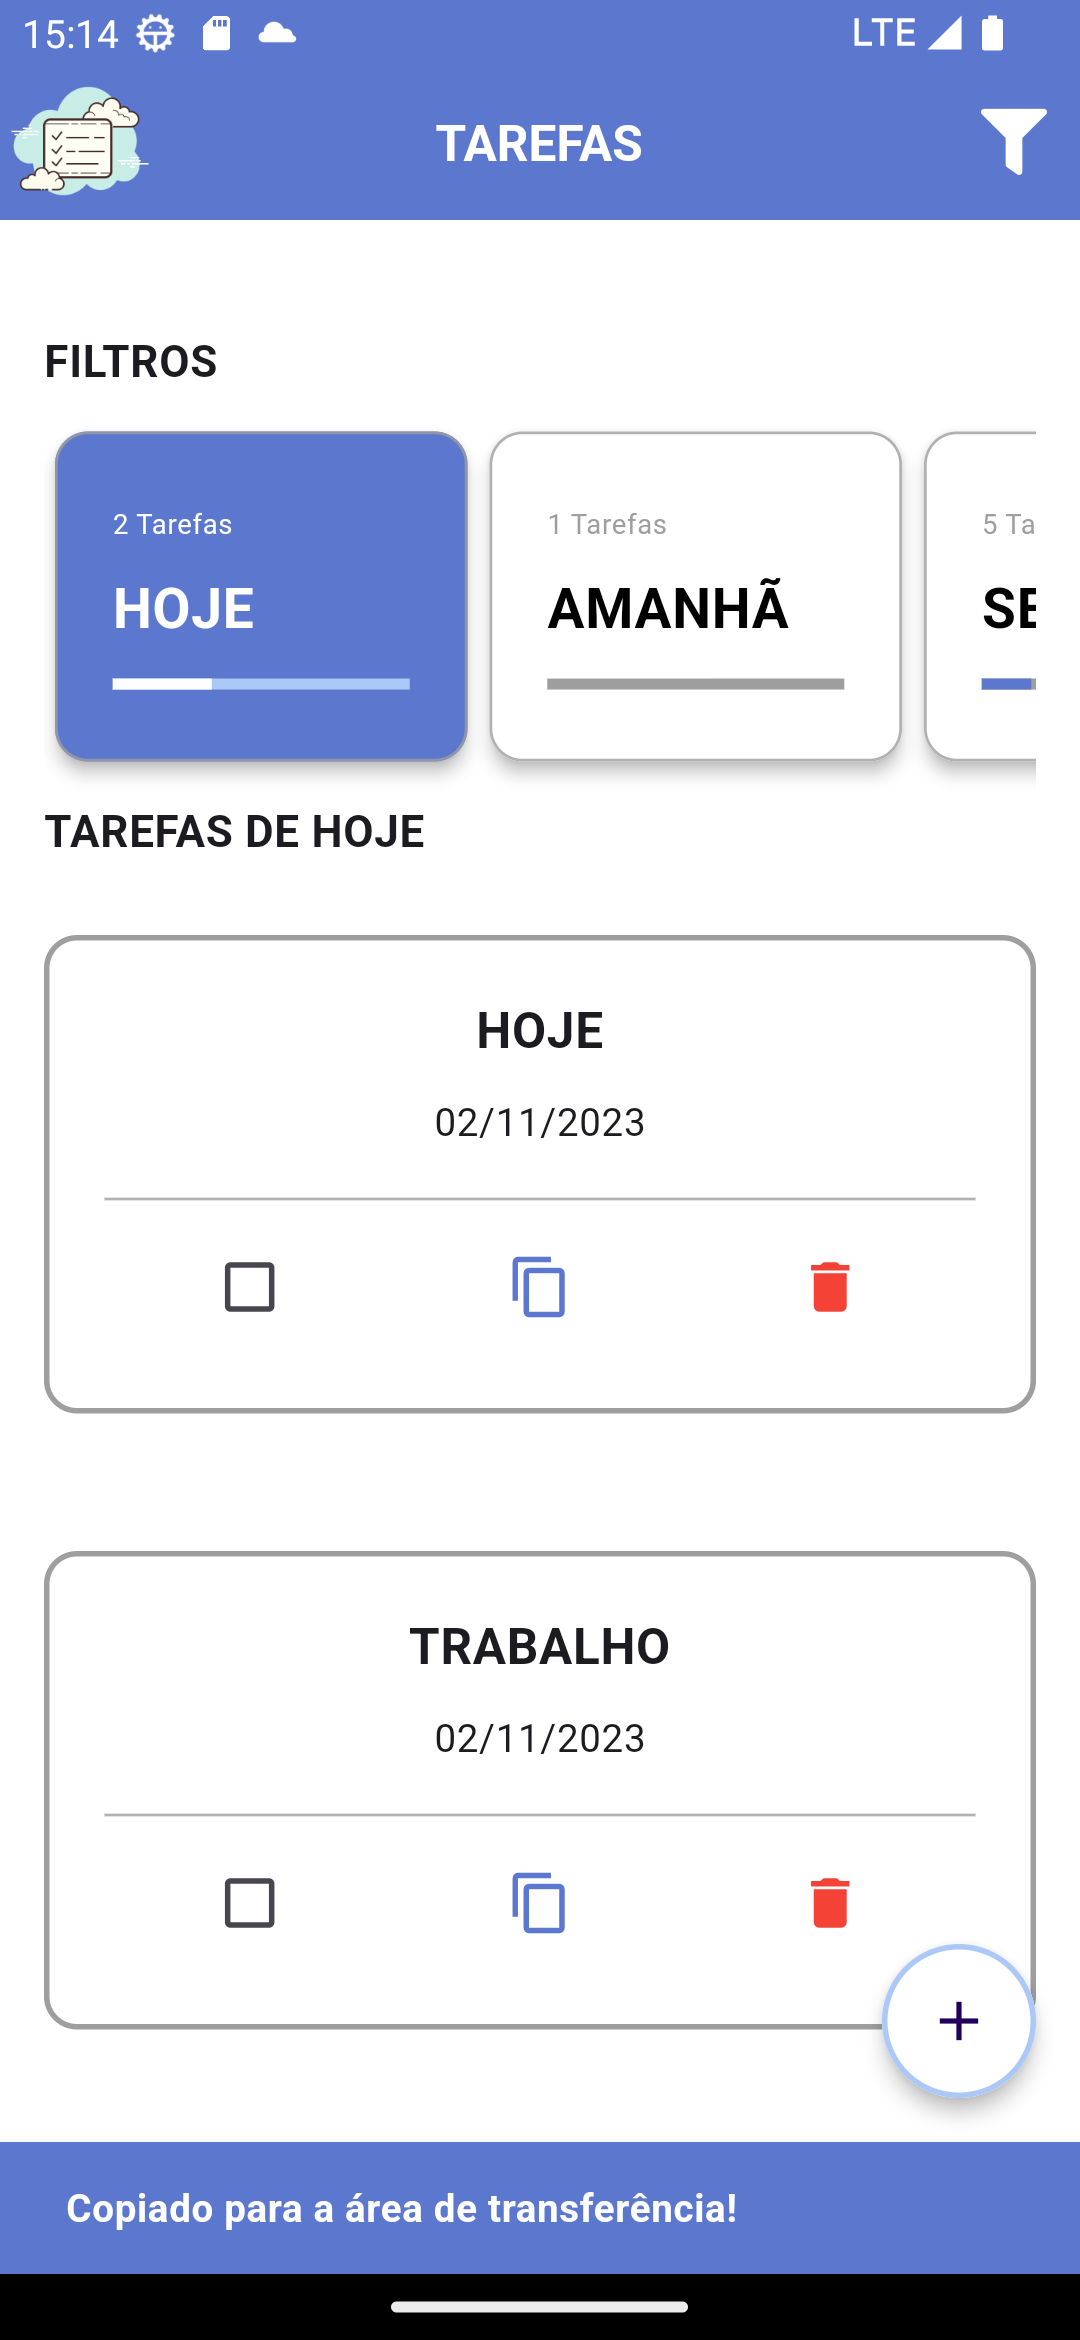 15:14 LTE
TAREFAS
FILTROS
2 Tarefas
HOJE
1 Tarefas
AMANHÃ
5 Ta
SE
TAREFAS DE HOJE
HOJE
02/11/2023
TRABALHO
02/11/2023
Copiado para a área de transferência!